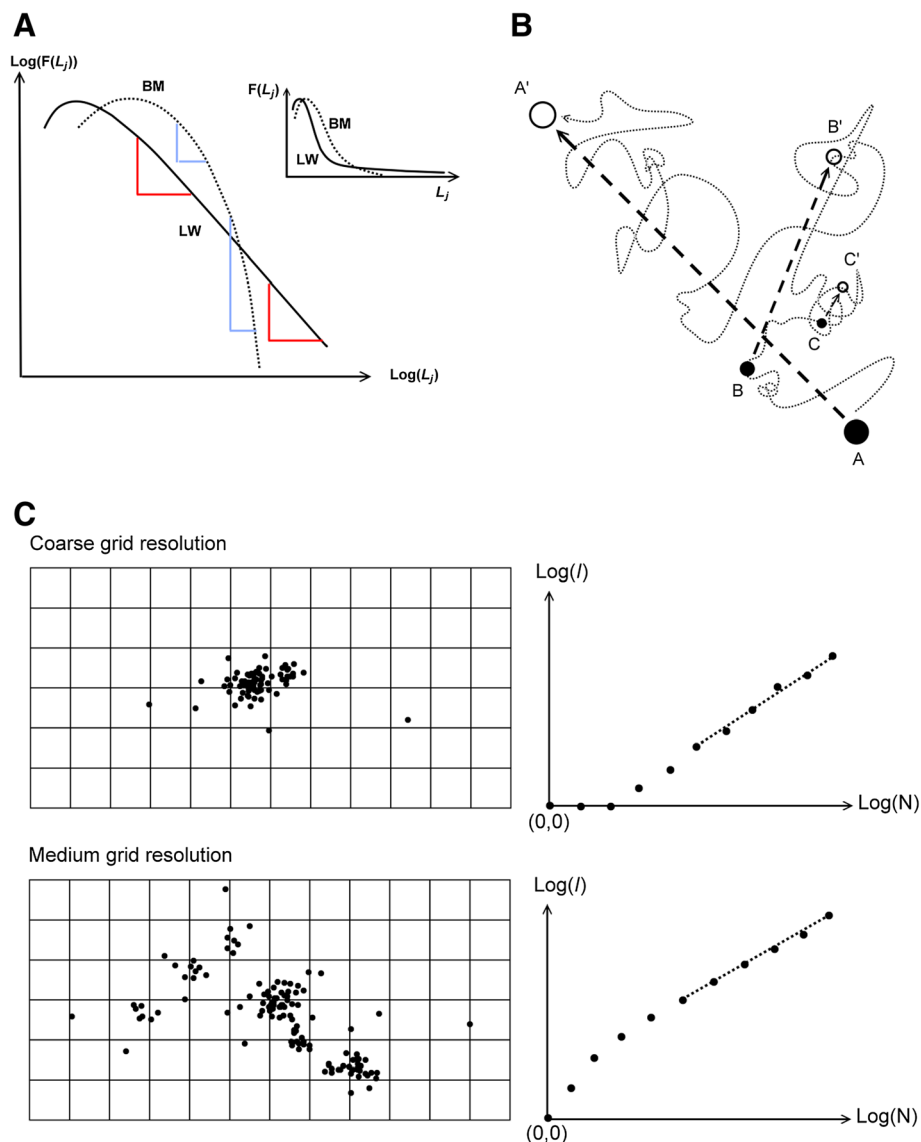 A
Log(F(Lj))
BM
LW
Log(Lj)
F(Lj)
BM
LW
Lj
B
A'
B'
C'
C
B
A
C
Coarse grid resolution
Log(I)
Log(N)
(0,0)
Medium grid resolution
Log(I)
Log(N)
(0,0)